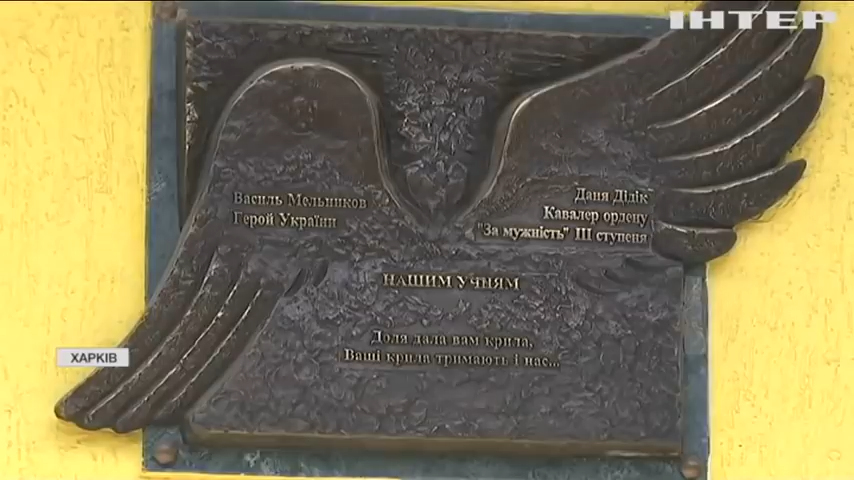 ІНТЕР
Василь Мельников
Герой України
Даня Дідік
Кавалер ордену
"За мужність" ІІІ ступеня
НАШИМ УЧНЯМ
Доля дала вам крила,
Ваші крила тримають і нас...
ХАРКІВ